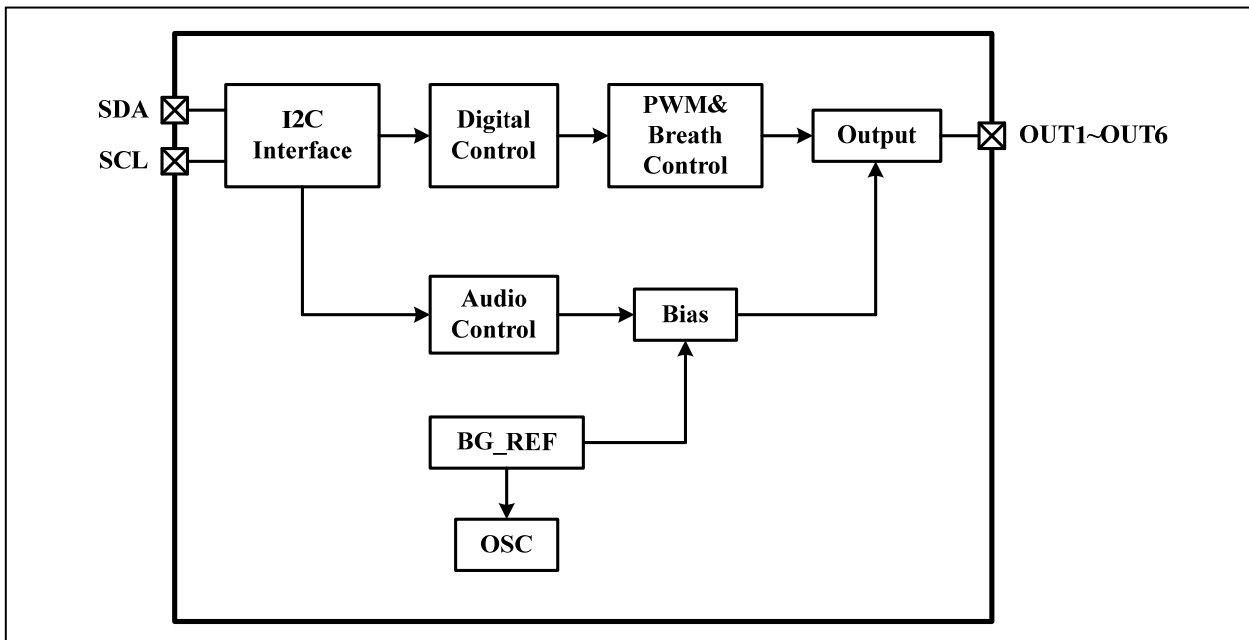 SDA
SCL
I2C
Interface
Digital
Control
PWM&
Breath
Control
Output
OUT1~OUT6
Audio
Control
Bias
BG_REF
OSC